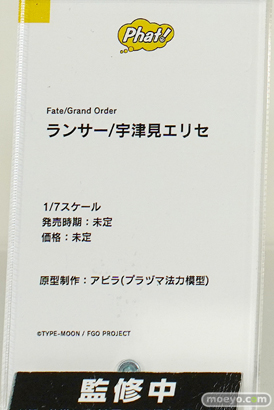 Phat!
Fate/Grand Order
ランサー/宇津見エリセ
1/7スケール
発売時期：未定
価格：未定
原型制作：アビラ(プラヅマ法力模型)
©TYPE-MOON / FGO PROJECT
監修中
moeyo.com